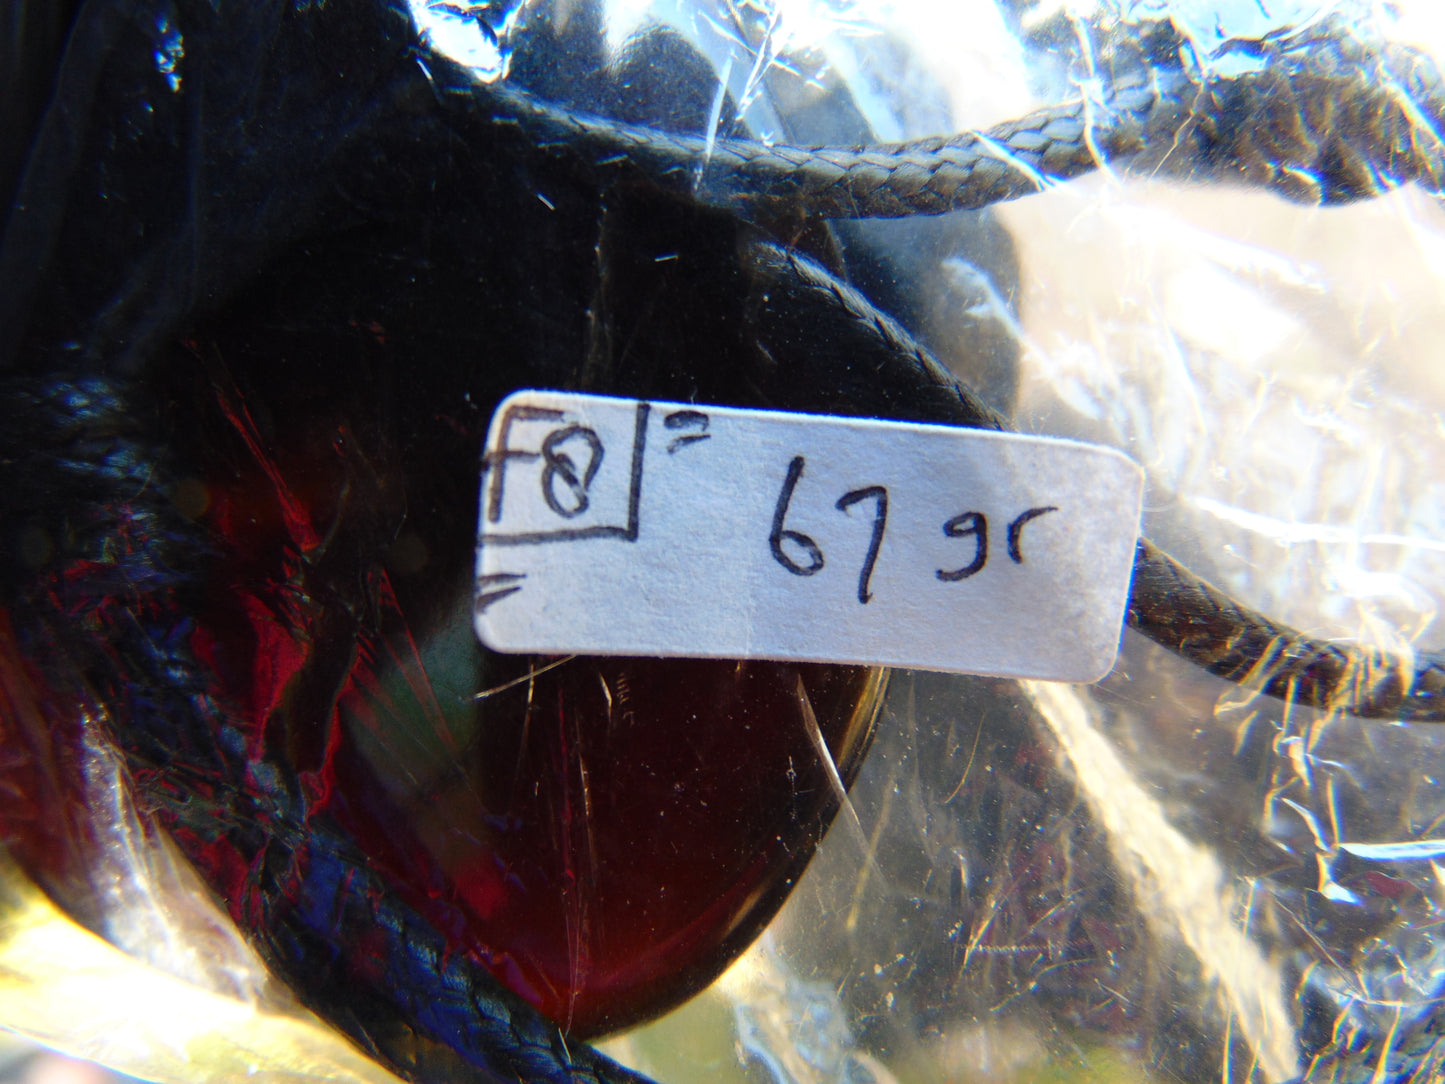 F8 = 67 gr